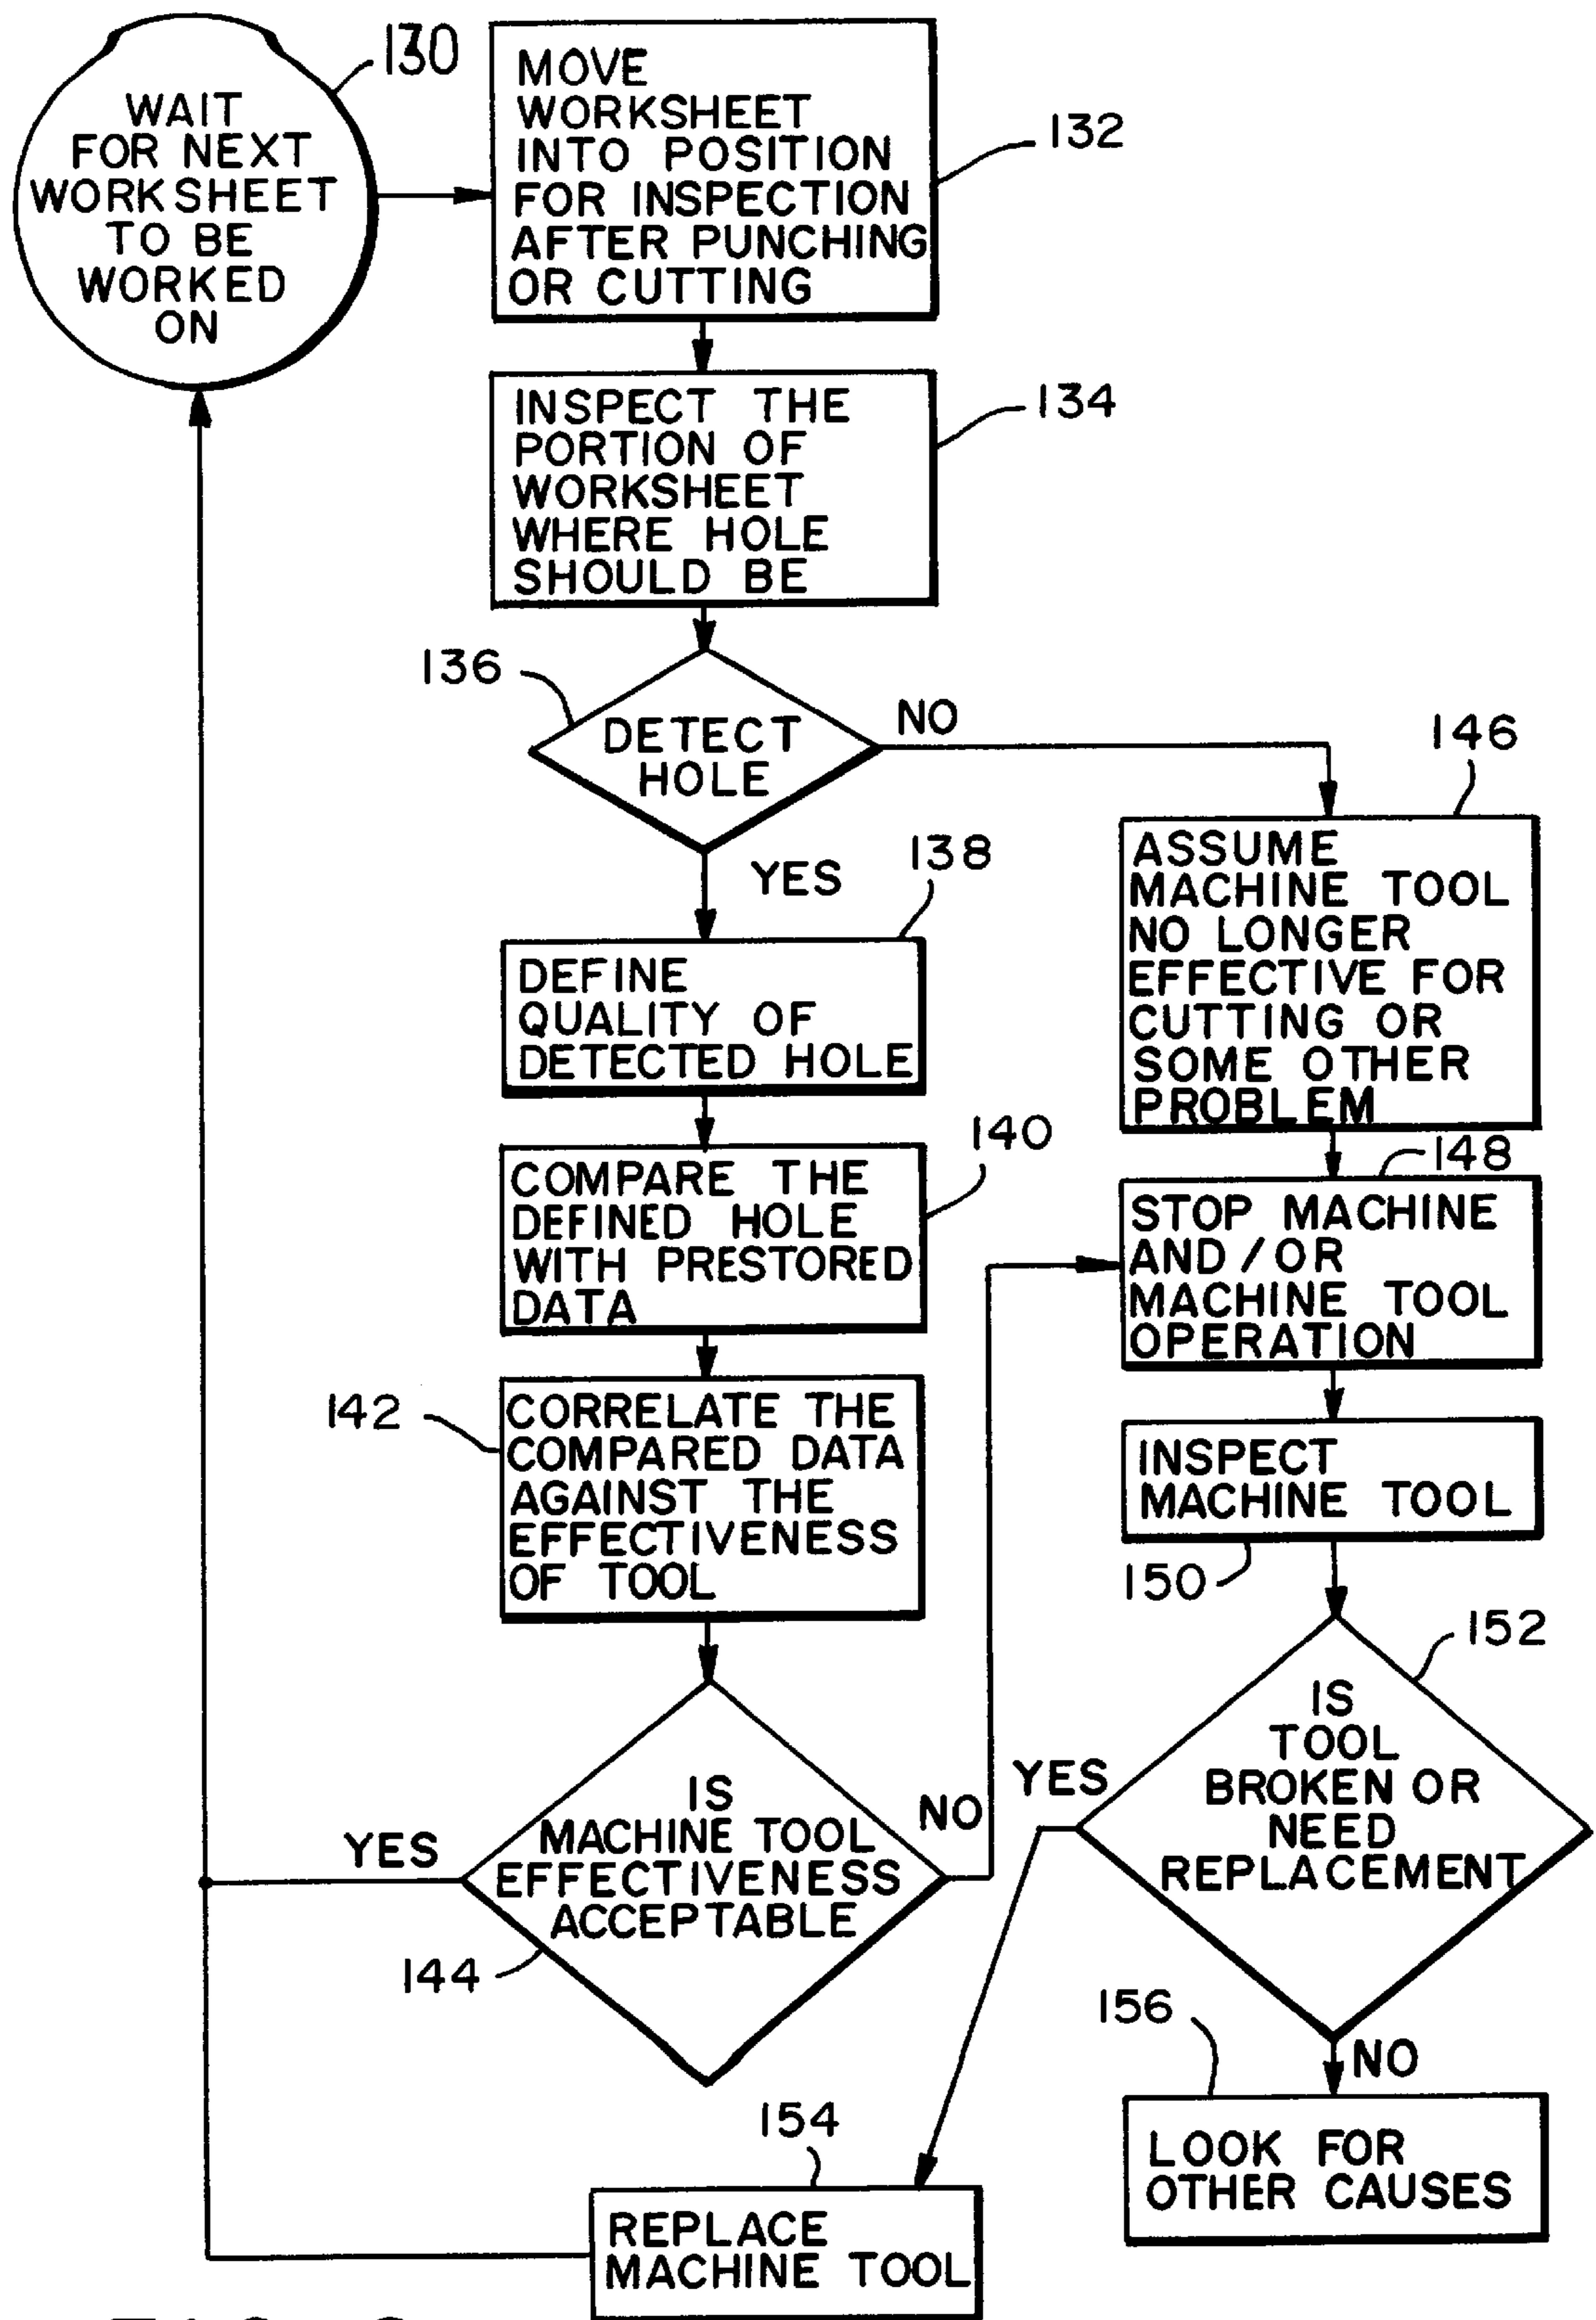 130
WAIT
FOR NEXT
WORKSHEET
TO BE
WORKED
ON
MOVE
WORKSHEET
INTO POSITION
FOR INSPECTION
AFTER PUNCHING
OR CUTTING
132
INSPECT THE
PORTION OF
WORKSHEET
WHERE HOLE
SHOULD BE
134
136
DETECT
HOLE
NO
YES
138
DEFINE
QUALITY OF
DETECTED HOLE
140
COMPARE THE
DEFINED HOLE
WITH PRESTORED
DATA
142
CORRELATE THE
COMPARED DATA
AGAINST THE
EFFECTIVENESS
OF TOOL
IS
MACHINE TOOL
EFFECTIVENESS
ACCEPTABLE
YES
NO
144
146
ASSUME
MACHINE TOOL
NO LONGER
EFFECTIVE FOR
CUTTING OR
SOME OTHER
PROBLEM
148
STOP MACHINE
AND/OR
MACHINE TOOL
OPERATION
INSPECT
MACHINE TOOL
150
152
IS
TOOL
BROKEN OR
NEED
REPLACEMENT
YES
NO
154
REPLACE
MACHINE TOOL
156
LOOK FOR
OTHER CAUSES